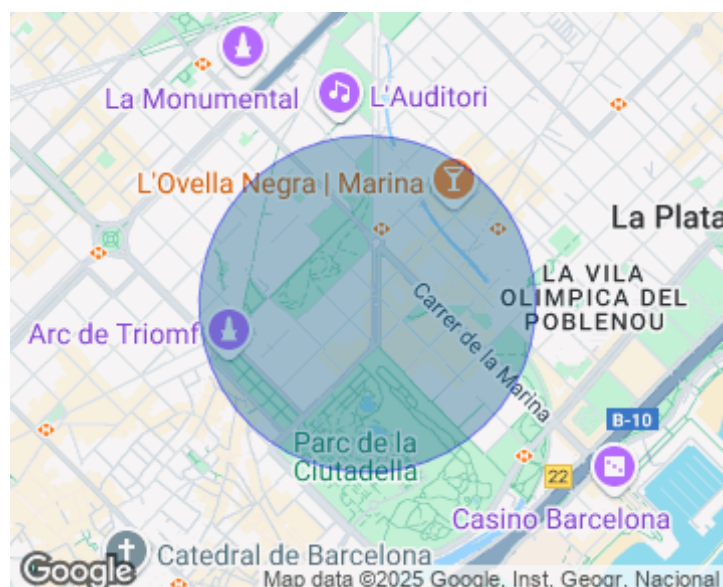 La Monumental
L'Auditori
L'Ovella Negra | Marina
La Plata
LA VILA
OLÍMPICA DEL
POBLENOU
Arc de Triomf
Carrer de la Marina
B-10
Parc de la
Ciutadella
22
Casino Barcelona
Catedral de Barcelona
Google
Map data ©2025 Google, Inst. Geogr. Nacional